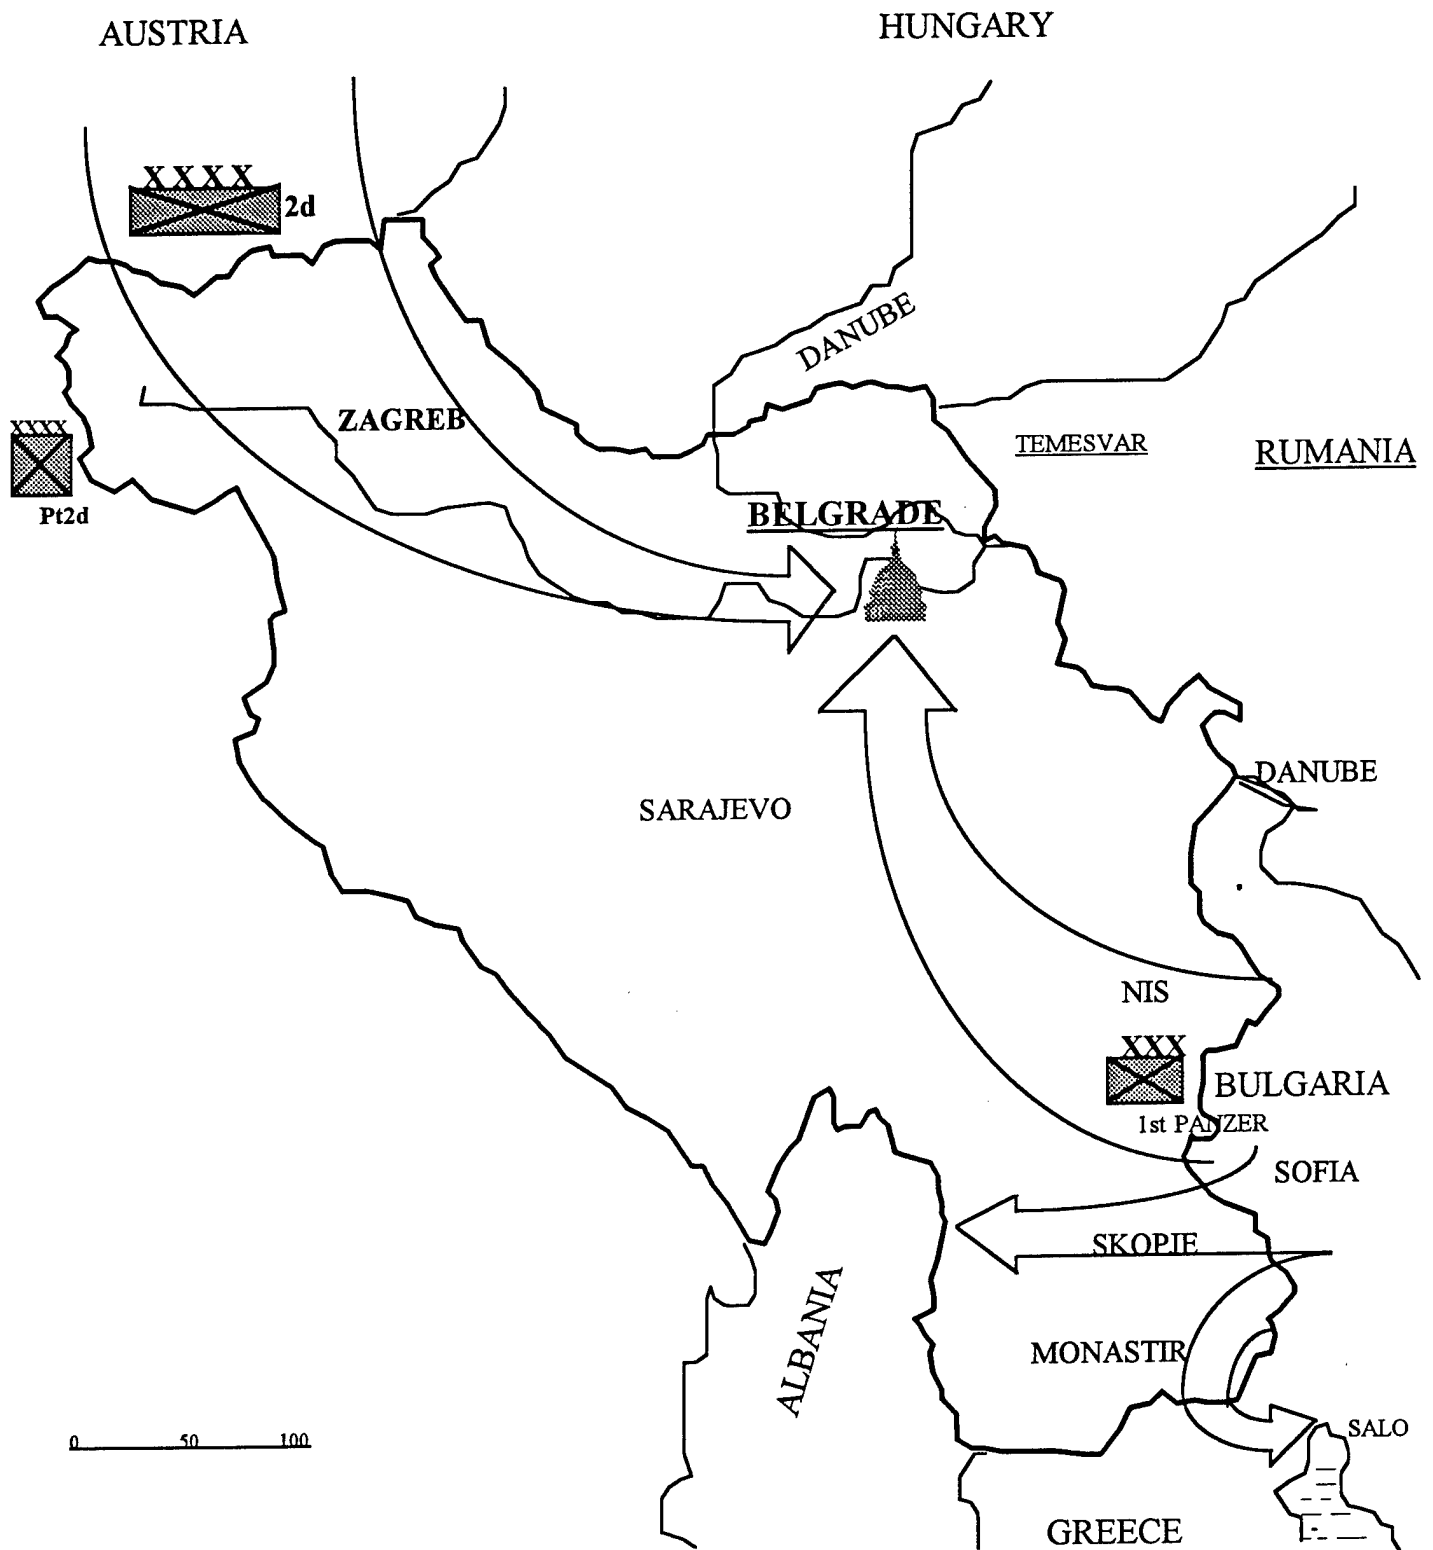 AUSTRIA
HUNGARY
XXXX
2d
DANUBE
ZAGREB
XXXX
Pt2d
TEMESVAR
RUMANIA
BELGRADE
DANUBE
SARAJEVO
NIS
XXX
BULGARIA
1st PANZER
SOFIA
SKOPJE
ALBANIA
MONASTIR
SALO
0 50 100
GREECE